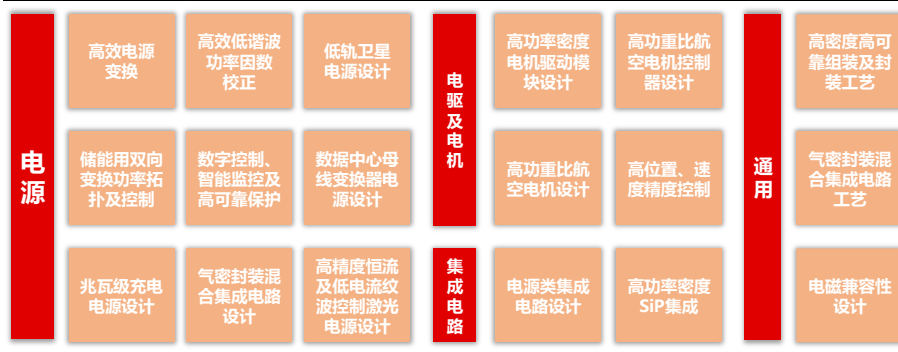 电
源
高效电源
变换
高效低谐波
功率因数
校正
低轨卫星
电源设计
储能用双向
变换功率拓
扑及控制
数字控制、
智能监控及
高可靠保护
数据中心母
线变换器电
源设计
兆瓦级充电
电源设计
气密封装混
合集成电路
设计
高精度恒流
及低电流纹
波控制激光
电源设计
电
驱
及
电
机
高功率密度
电机驱动模
块设计
高功重比航
空电机控制
器设计
高功重比航
空电机设计
高位置、速
度精度控制
集
成
电
路
电源类集成
电路设计
高功率密度
SiP集成
通
用
高密度高可
靠组装及封
装工艺
气密封装混
合集成电路
工艺
电磁兼容性
设计